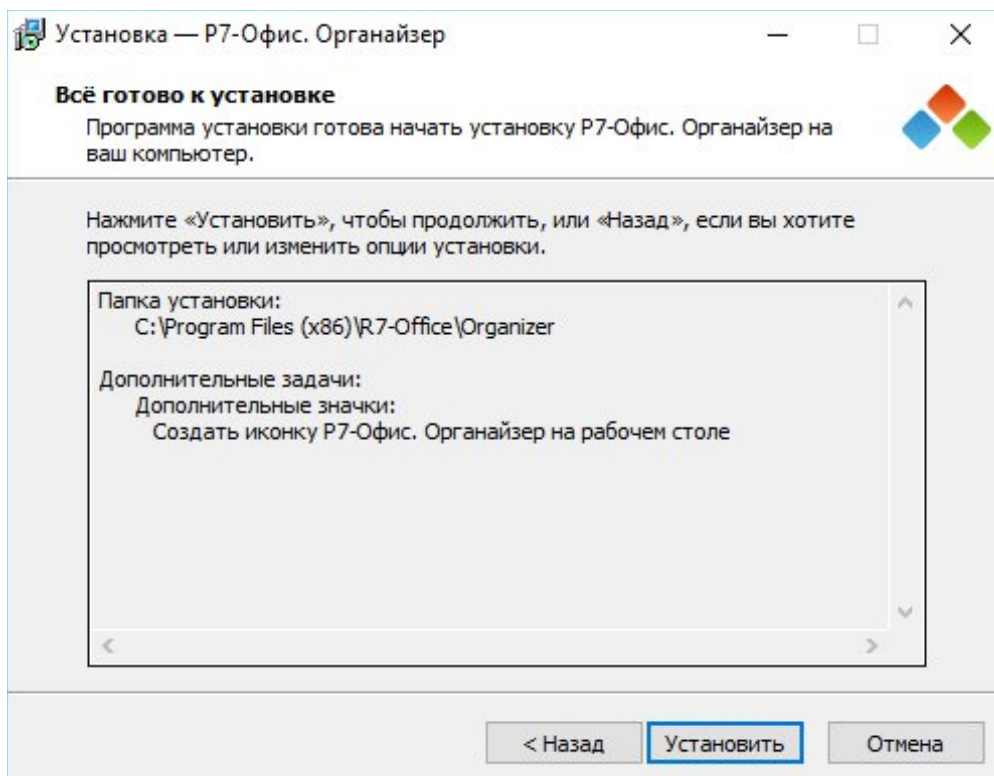 Установка — Р7-Офис. Органайзер
Всё готово к установке
Программа установки готова начать установку Р7-Офис. Органайзер на
ваш компьютер.
Нажмите «Установить», чтобы продолжить, или «Назад», если вы хотите
просмотреть или изменить опции установки.
Папка установки:
C:\Program Files (x86)\R7-Office\Organizer
Дополнительные задачи:
Дополнительные значки:
Создать иконку Р7-Офис. Органайзер на рабочем столе
< Назад
Установить
Отмена